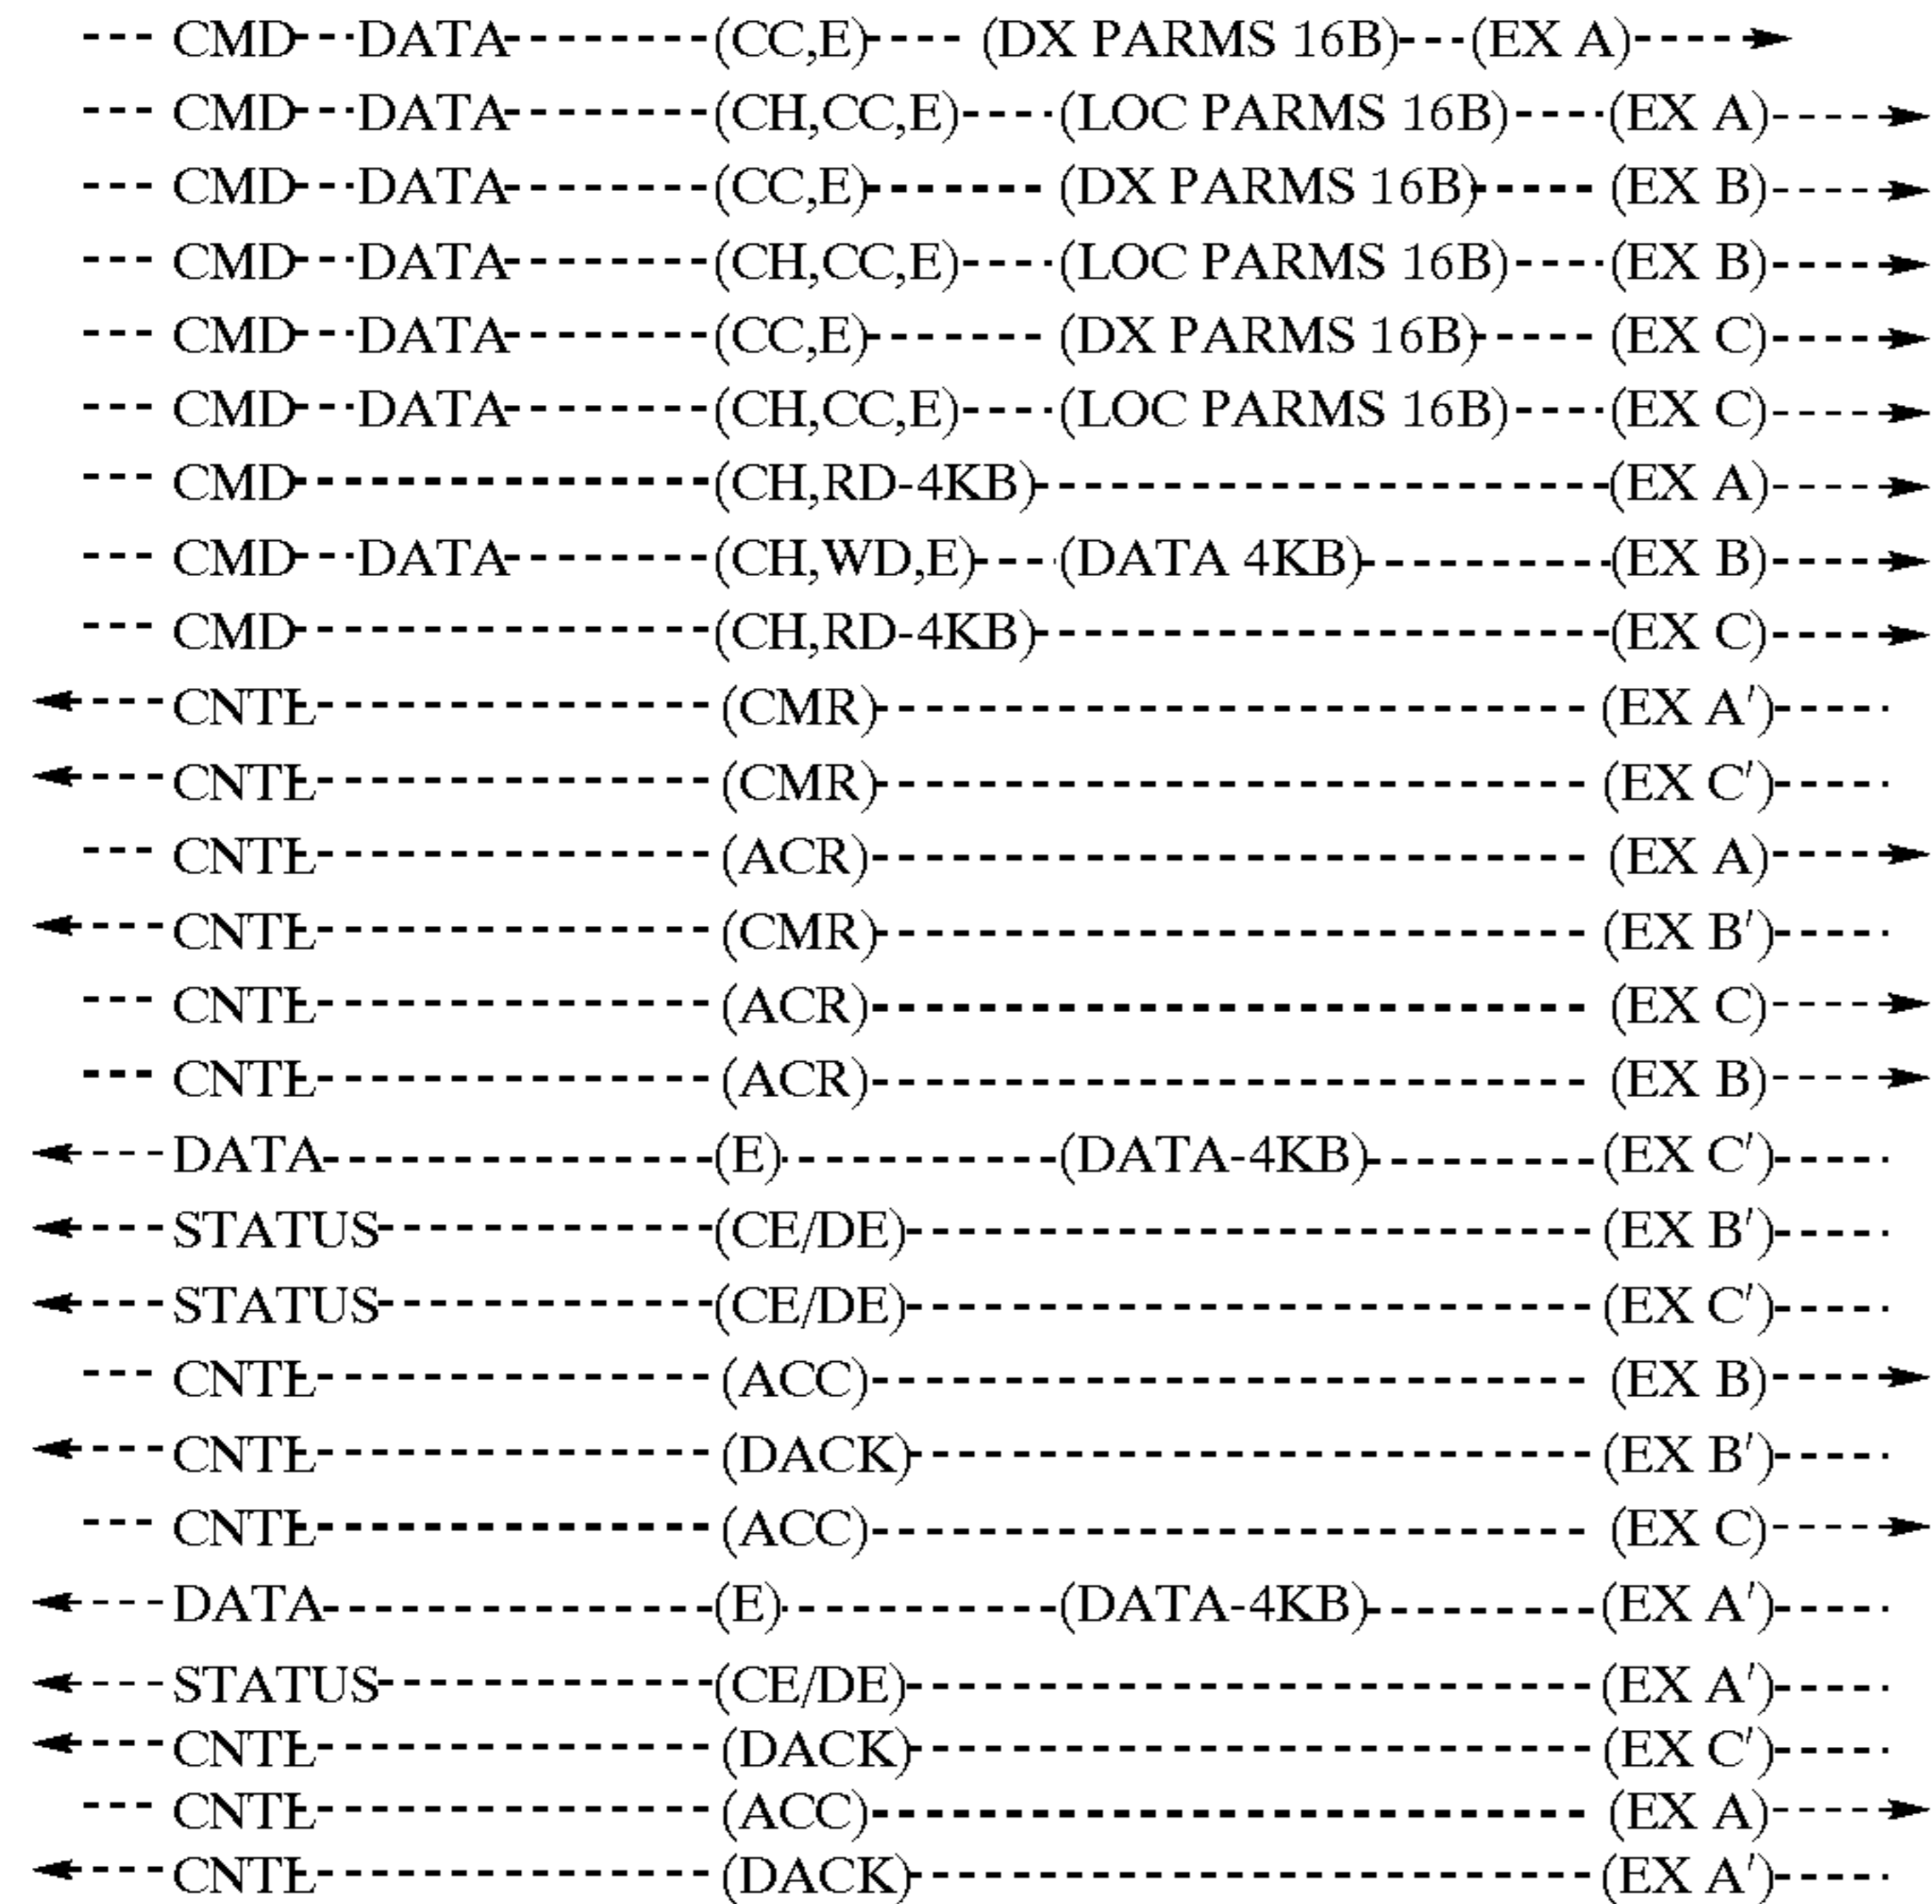 --- CMD---DATA--------(CC,E)---- (DX PARMS 16B)---(EX A)----->
--- CMD---DATA--------(CH,CC,E)----(LOC PARMS 16B)----(EX A)----->
--- CMD---DATA--------(CC,E)------- (DX PARMS 16B)----- (EX B)----->
--- CMD---DATA--------(CH,CC,E)----(LOC PARMS 16B)----(EX B)----->
--- CMD---DATA--------(CC,E)------- (DX PARMS 16B)----- (EX C)----->
--- CMD---DATA--------(CH,CC,E)----(LOC PARMS 16B)----(EX C)----->
--- CMD----------------(CH,RD-4KB)-----------------------(EX A)----->
--- CMD---DATA--------(CH,WD,E)----(DATA 4KB)----------(EX B)----->
--- CMD----------------(CH,RD-4KB)-----------------------(EX C)----->
<---- CNTL----------------(CMR)---------------------------- (EX A')-----
<---- CNTL----------------(CMR)---------------------------- (EX C')-----
--- CNTL----------------(ACR)---------------------------- (EX A)----->
<---- CNTL----------------(CMR)---------------------------- (EX B')-----
--- CNTL----------------(ACR)---------------------------- (EX C)----->
--- CNTL----------------(ACR)---------------------------- (EX B)----->
<----DATA----------------(E)-----------(DATA-4KB)---------(EX C')-----
<----STATUS-------------(CE/DE)---------------------------(EX B')-----
<----STATUS-------------(CE/DE)---------------------------(EX C')-----
--- CNTL----------------(ACC)---------------------------- (EX B)----->
<----CNTL----------------(DACK)---------------------------(EX B')-----
--- CNTL----------------(ACC)---------------------------- (EX C)----->
<----DATA----------------(E)-----------(DATA-4KB)---------(EX A')-----
<----STATUS-------------(CE/DE)---------------------------(EX A')-----
<----CNTL----------------(DACK)---------------------------(EX C')-----
--- CNTL----------------(ACC)---------------------------- (EX A)----->
<----CNTL----------------(DACK)---------------------------(EX A')-----